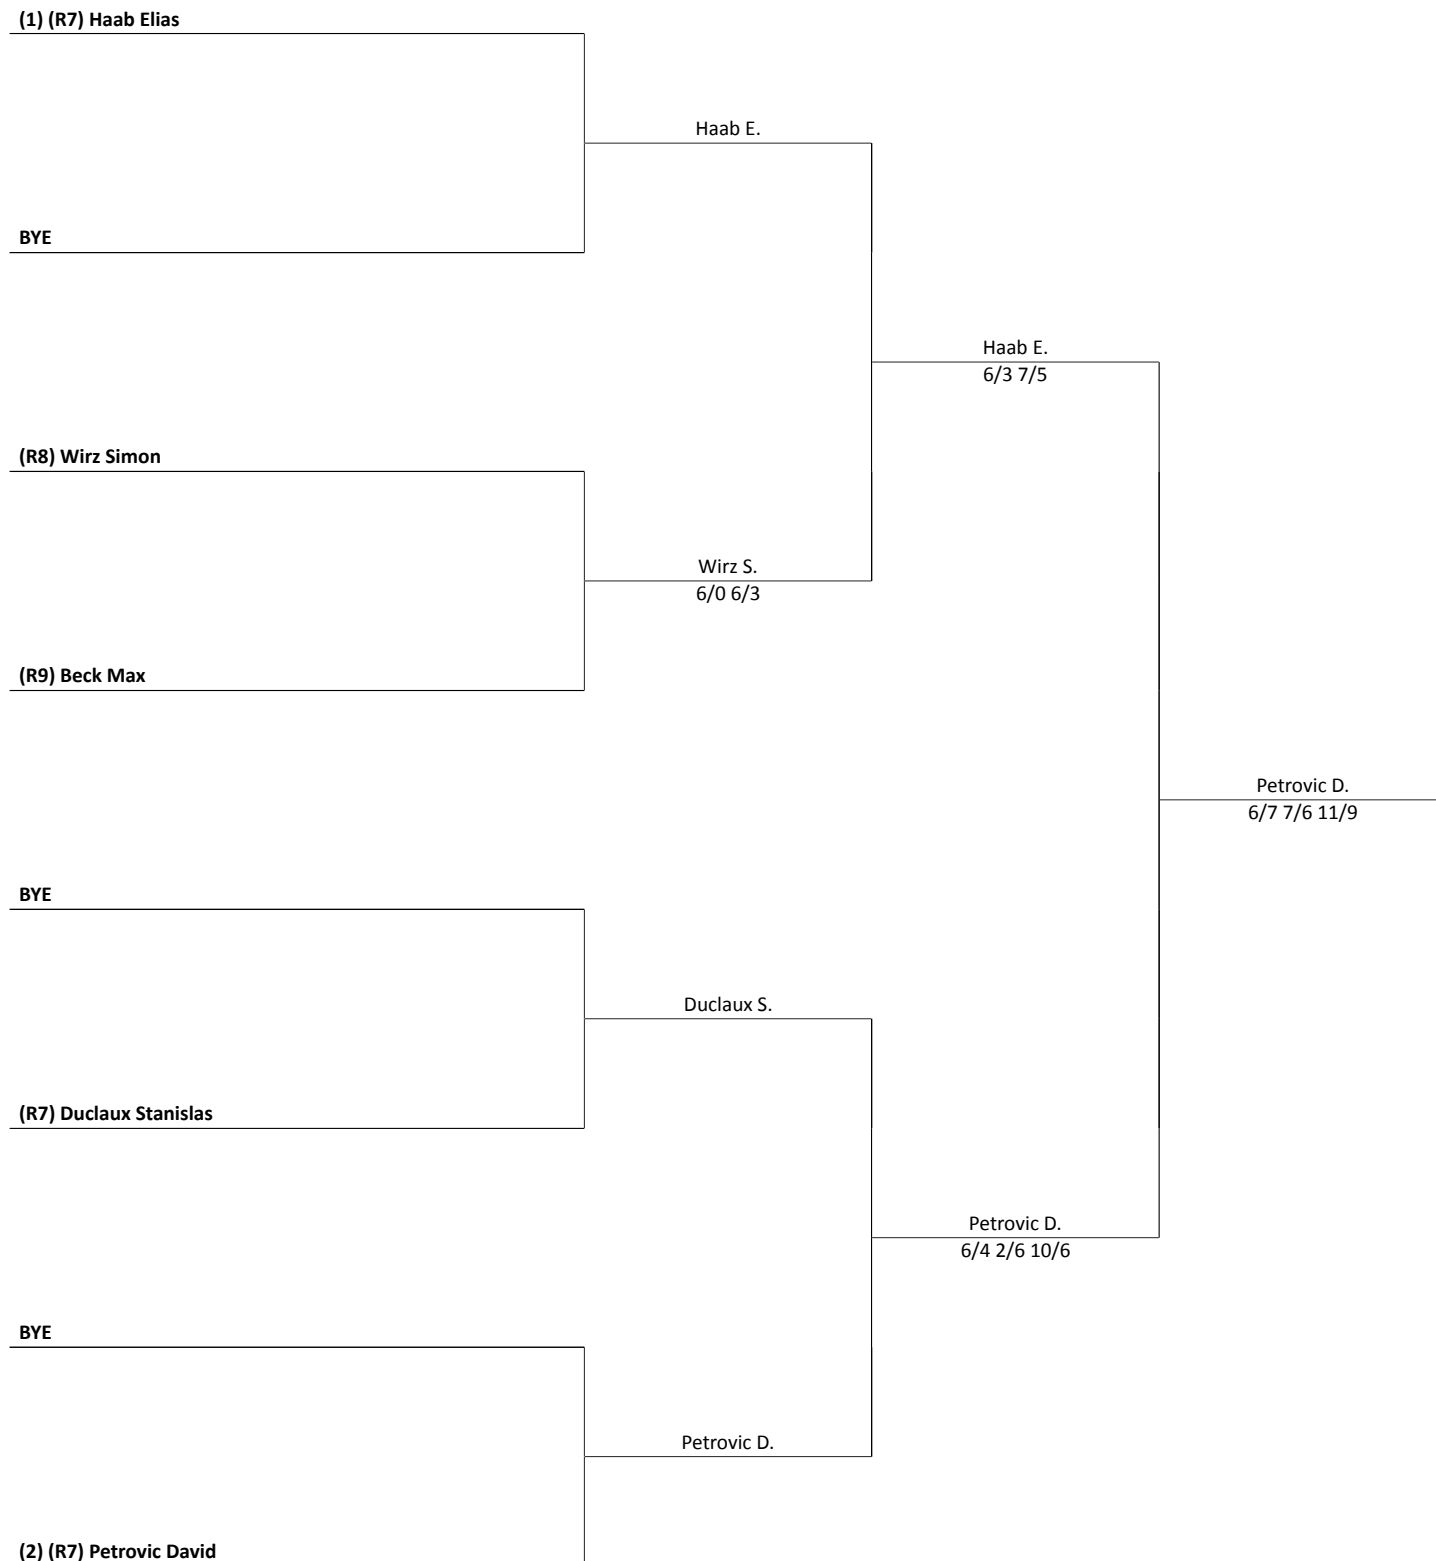 (1) (R7) Haab Elias
Haab E.
BYE
Haab E.
6/3 7/5
(R8) Wirz Simon
Wirz S.
6/0 6/3
(R9) Beck Max
Petrovic D.
6/7 7/6 11/9
BYE
Duclaux S.
(R7) Duclaux Stanislas
Petrovic D.
6/4 2/6 10/6
BYE
Petrovic D.
(2) (R7) Petrovic David